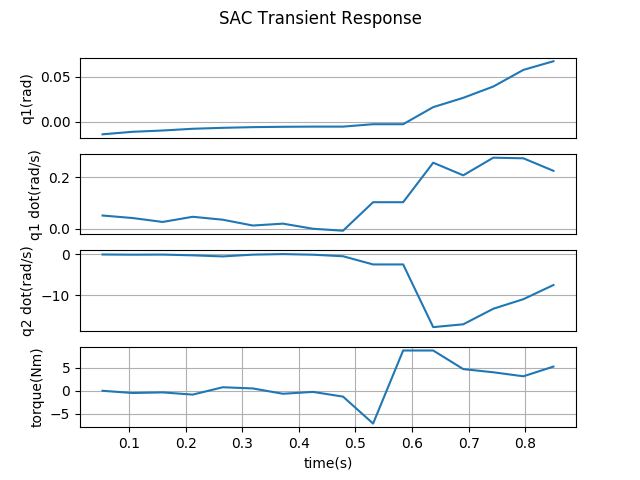 SAC Transient Response
q1(rad)
0.05
0.00
q1 dot(rad/s)
0.2
0.0
q2 dot(rad/s)
0
−10
torque(Nm)
5
0
−5
0.1 0.2 0.3 0.4 0.5 0.6 0.7 0.8
time(s)